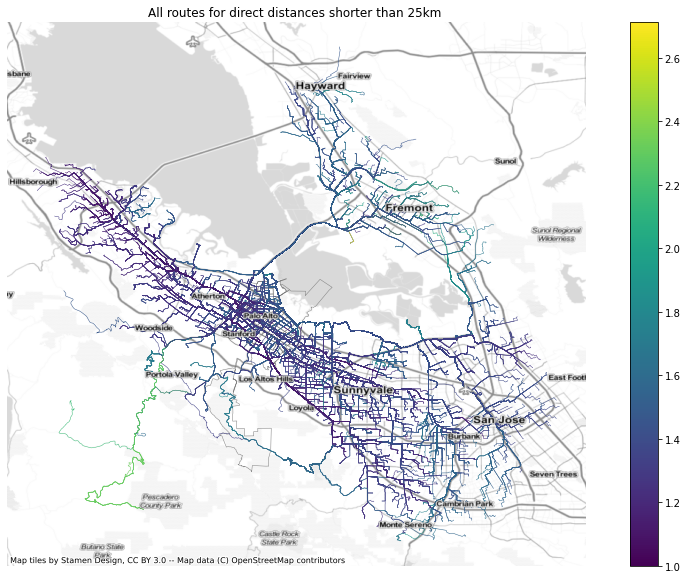 All routes for direct distances shorter than 25km
Fairview
sbane
Hayward
2.6
2.4
Sunol
Hillsborough
2.2
Fremont
Sunol Regional
Wilderness
2.0
ey
Atherton
Palo Alto
1.8
Woodside
Stanford
Portola Valley
Los Altos Hills
East Foot
1.6
Sunnyvale
Loyola
San Jose
Burbank
1.4
Seven Trees
Pescadero
County Park
Cambrian Park
1.2
Monte Sereno
Castle Rock
State Park
Butano State
Park
Map tiles by Stamen Design, CC BY 3.0 -- Map data (C) OpenStreetMap contributors
1.0